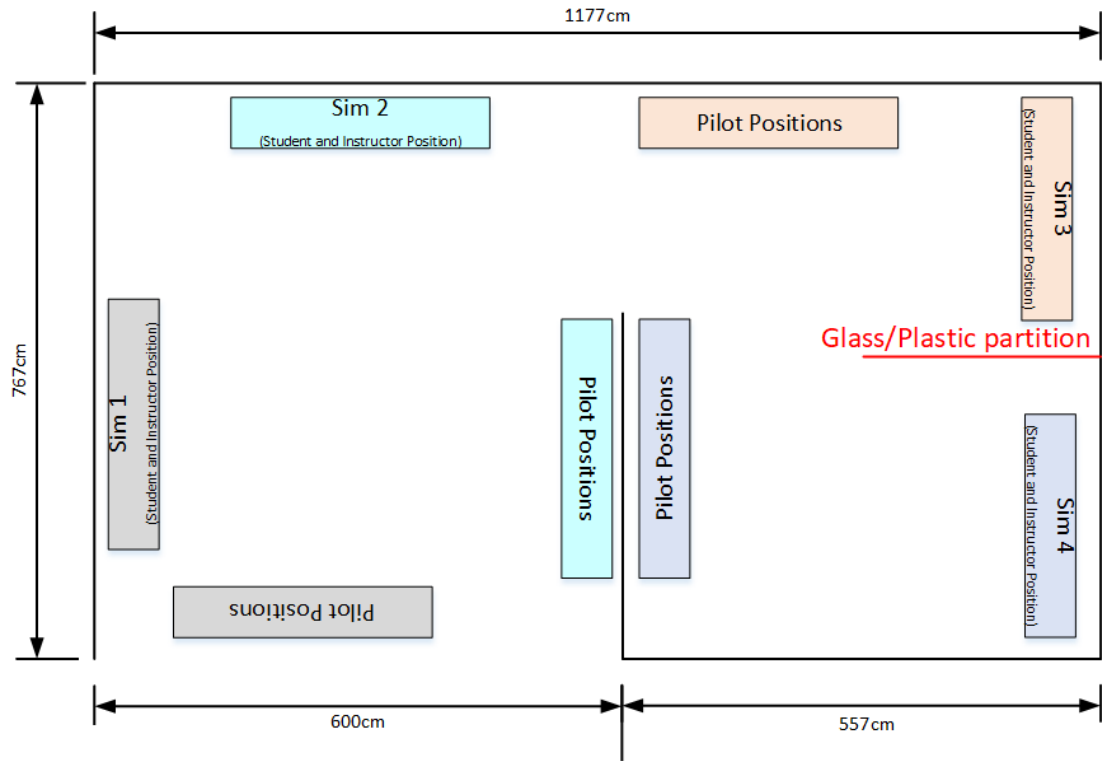 1177cm
Sim 2
(Student and Instructor Position)
Pilot Positions
Sim 3
(Student and Instructor Position)
767cm
Glass/Plastic partition
Sim 1
(Student and Instructor Position)
Pilot Positions
Pilot Positions
Sim 4
(Student and Instructor Position)
Pilot Positions
600cm
557cm